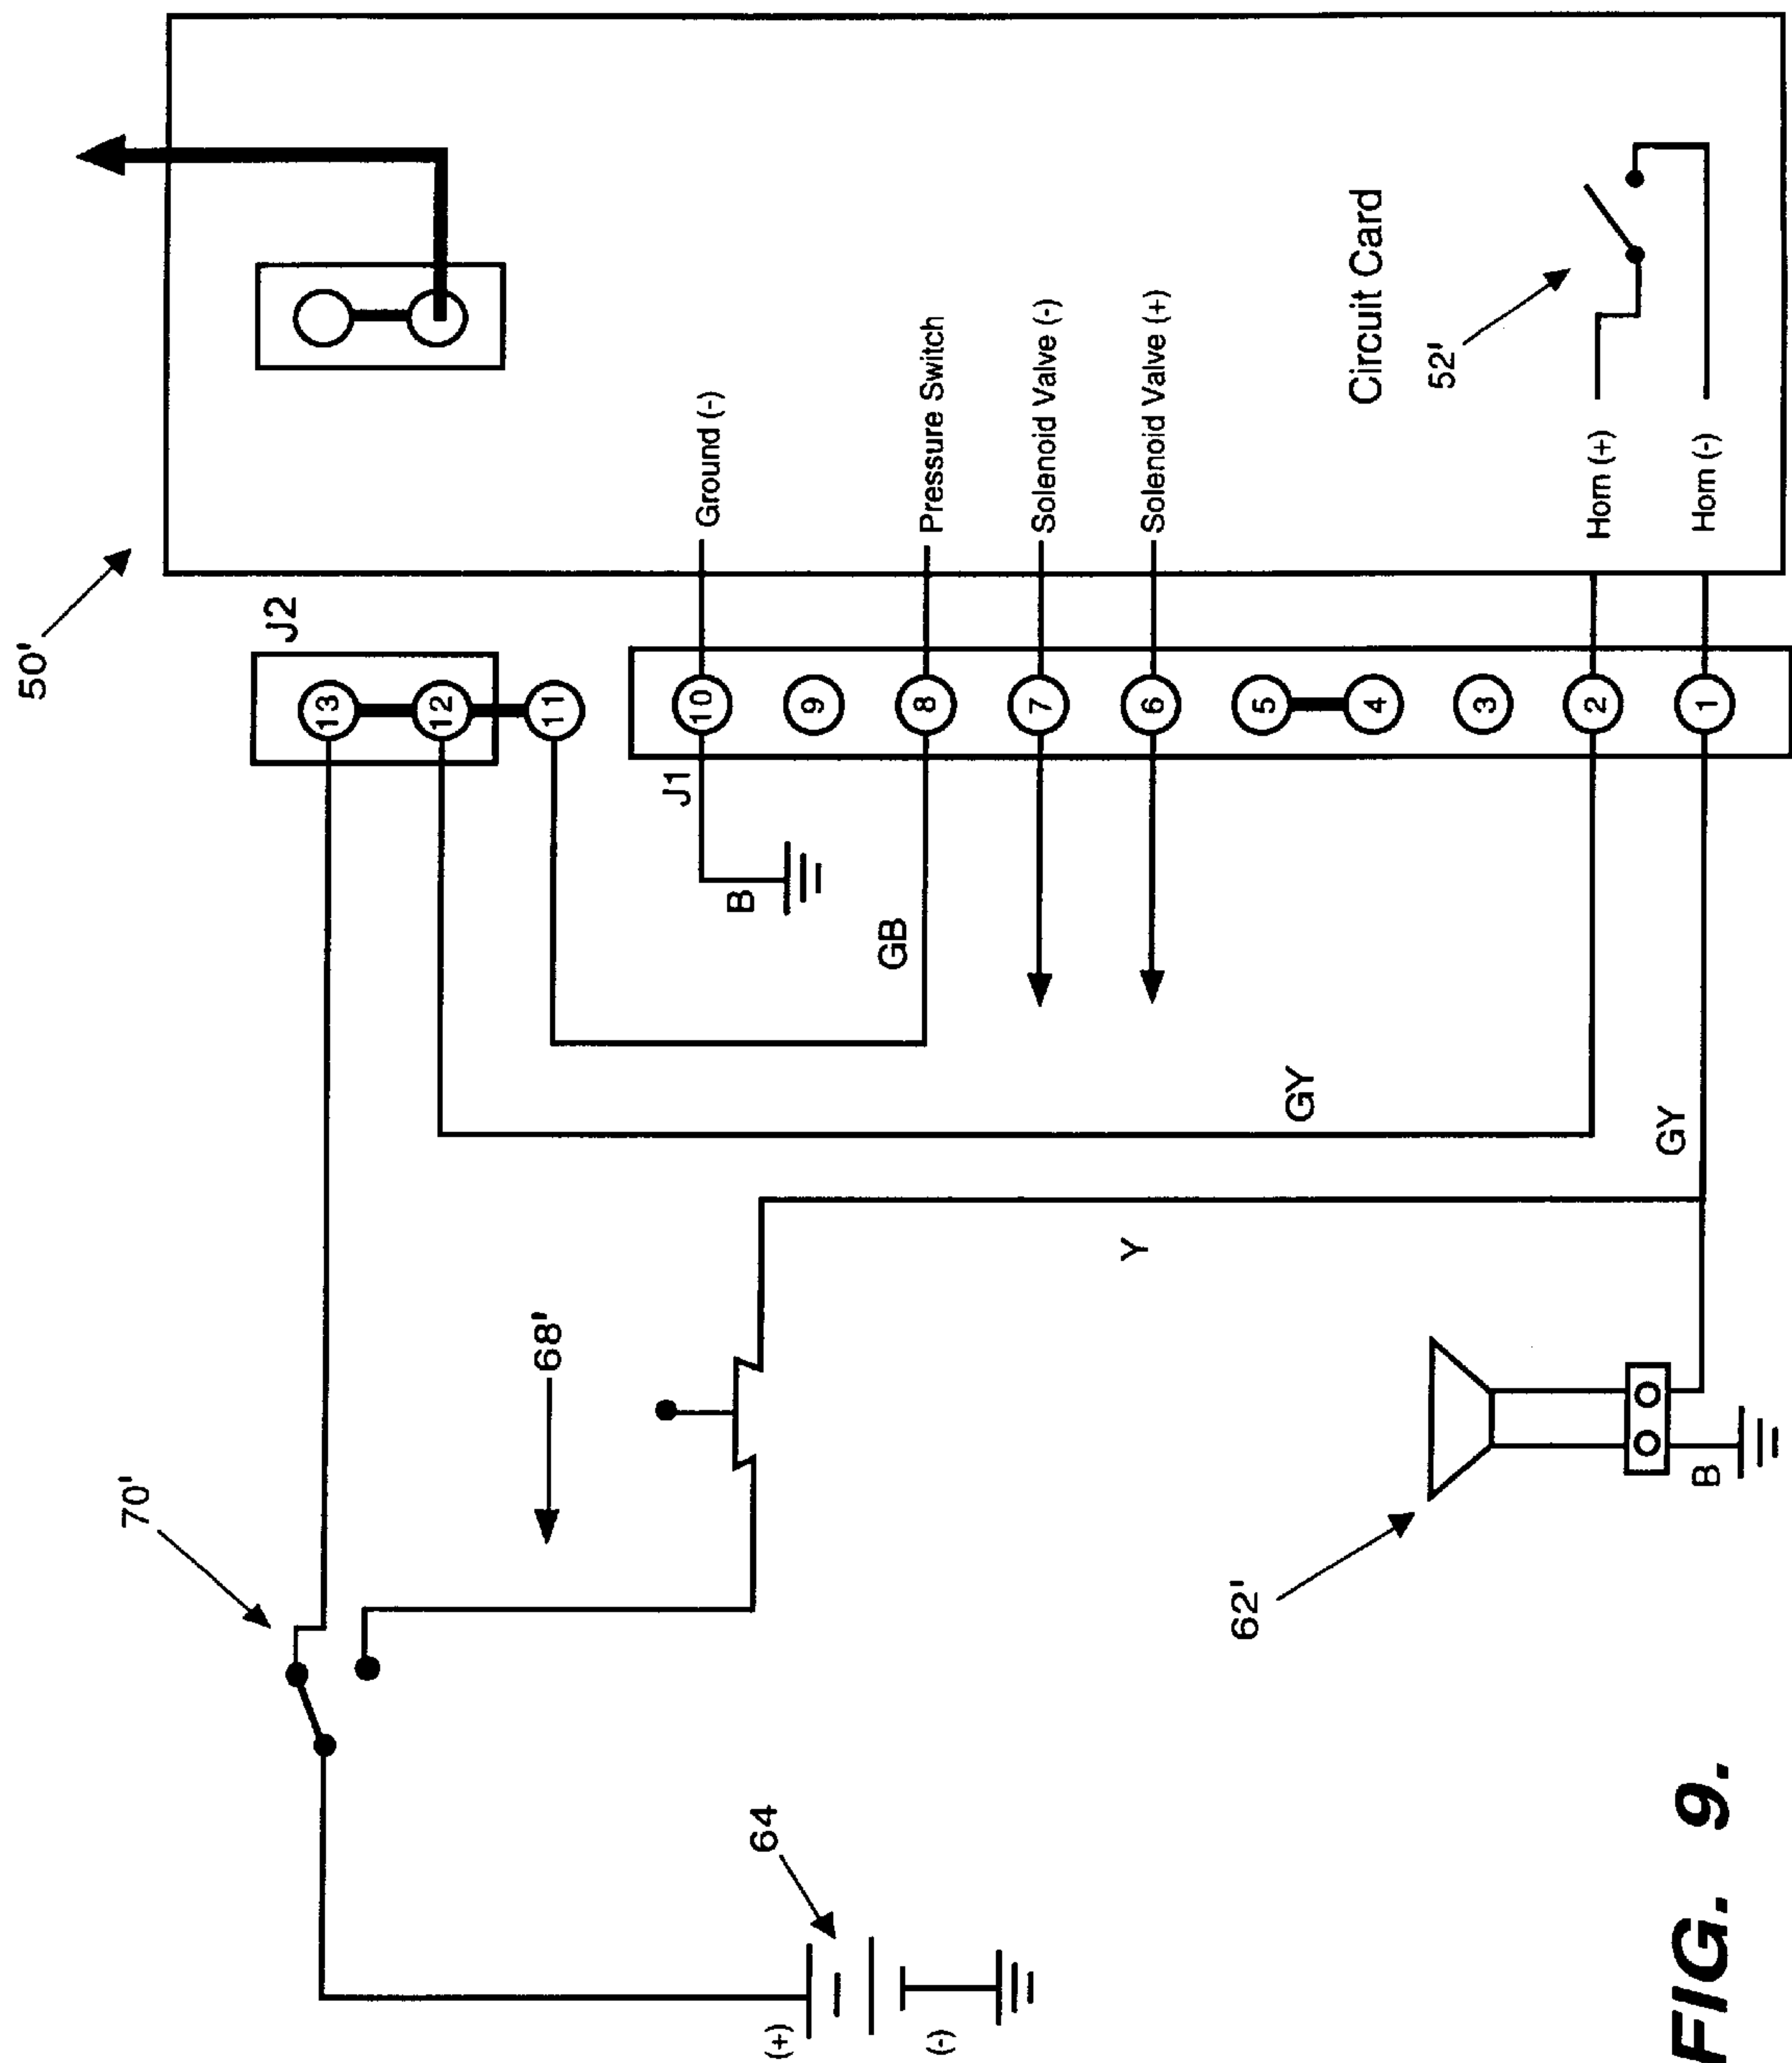 50'
J2
13
12
11
J1
10
9
8
7
6
5
4
3
2
1
Ground (-)
Pressure Switch
Solenoid Valve (-)
Solenoid Valve (+)
Circuit Card
52'
Horn (+)
Horn (-)
B
GB
GY
GY
Y
70'
68'
62'
B
64
(+)
(-)
FIG. 9.